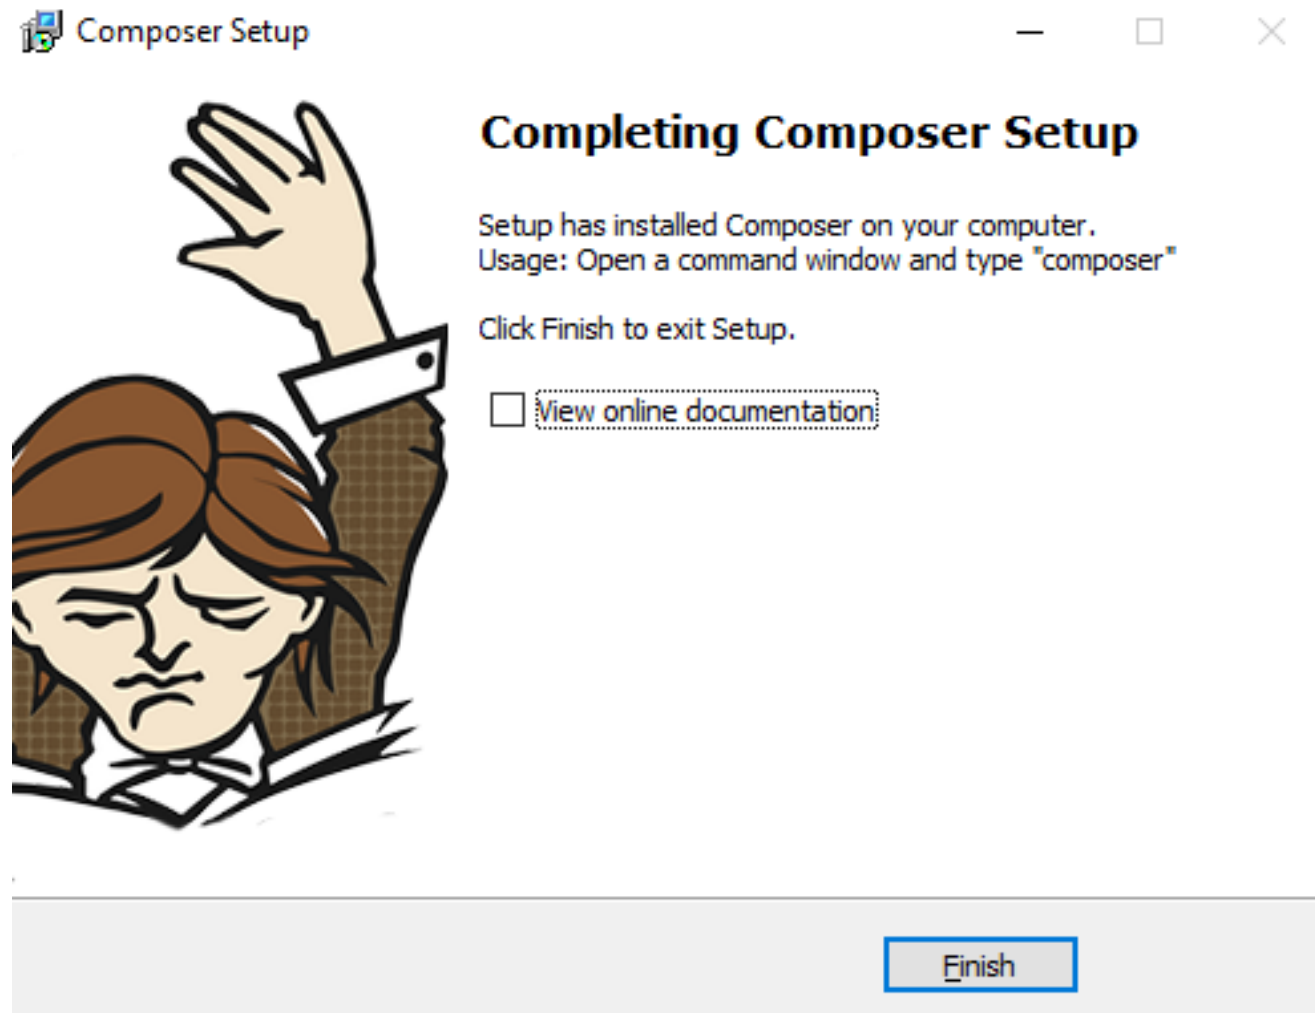 Composer Setup
Completing Composer Setup
Setup has installed Composer on your computer.
Usage: Open a command window and type "composer"
Click Finish to exit Setup.
View online documentation
Finish